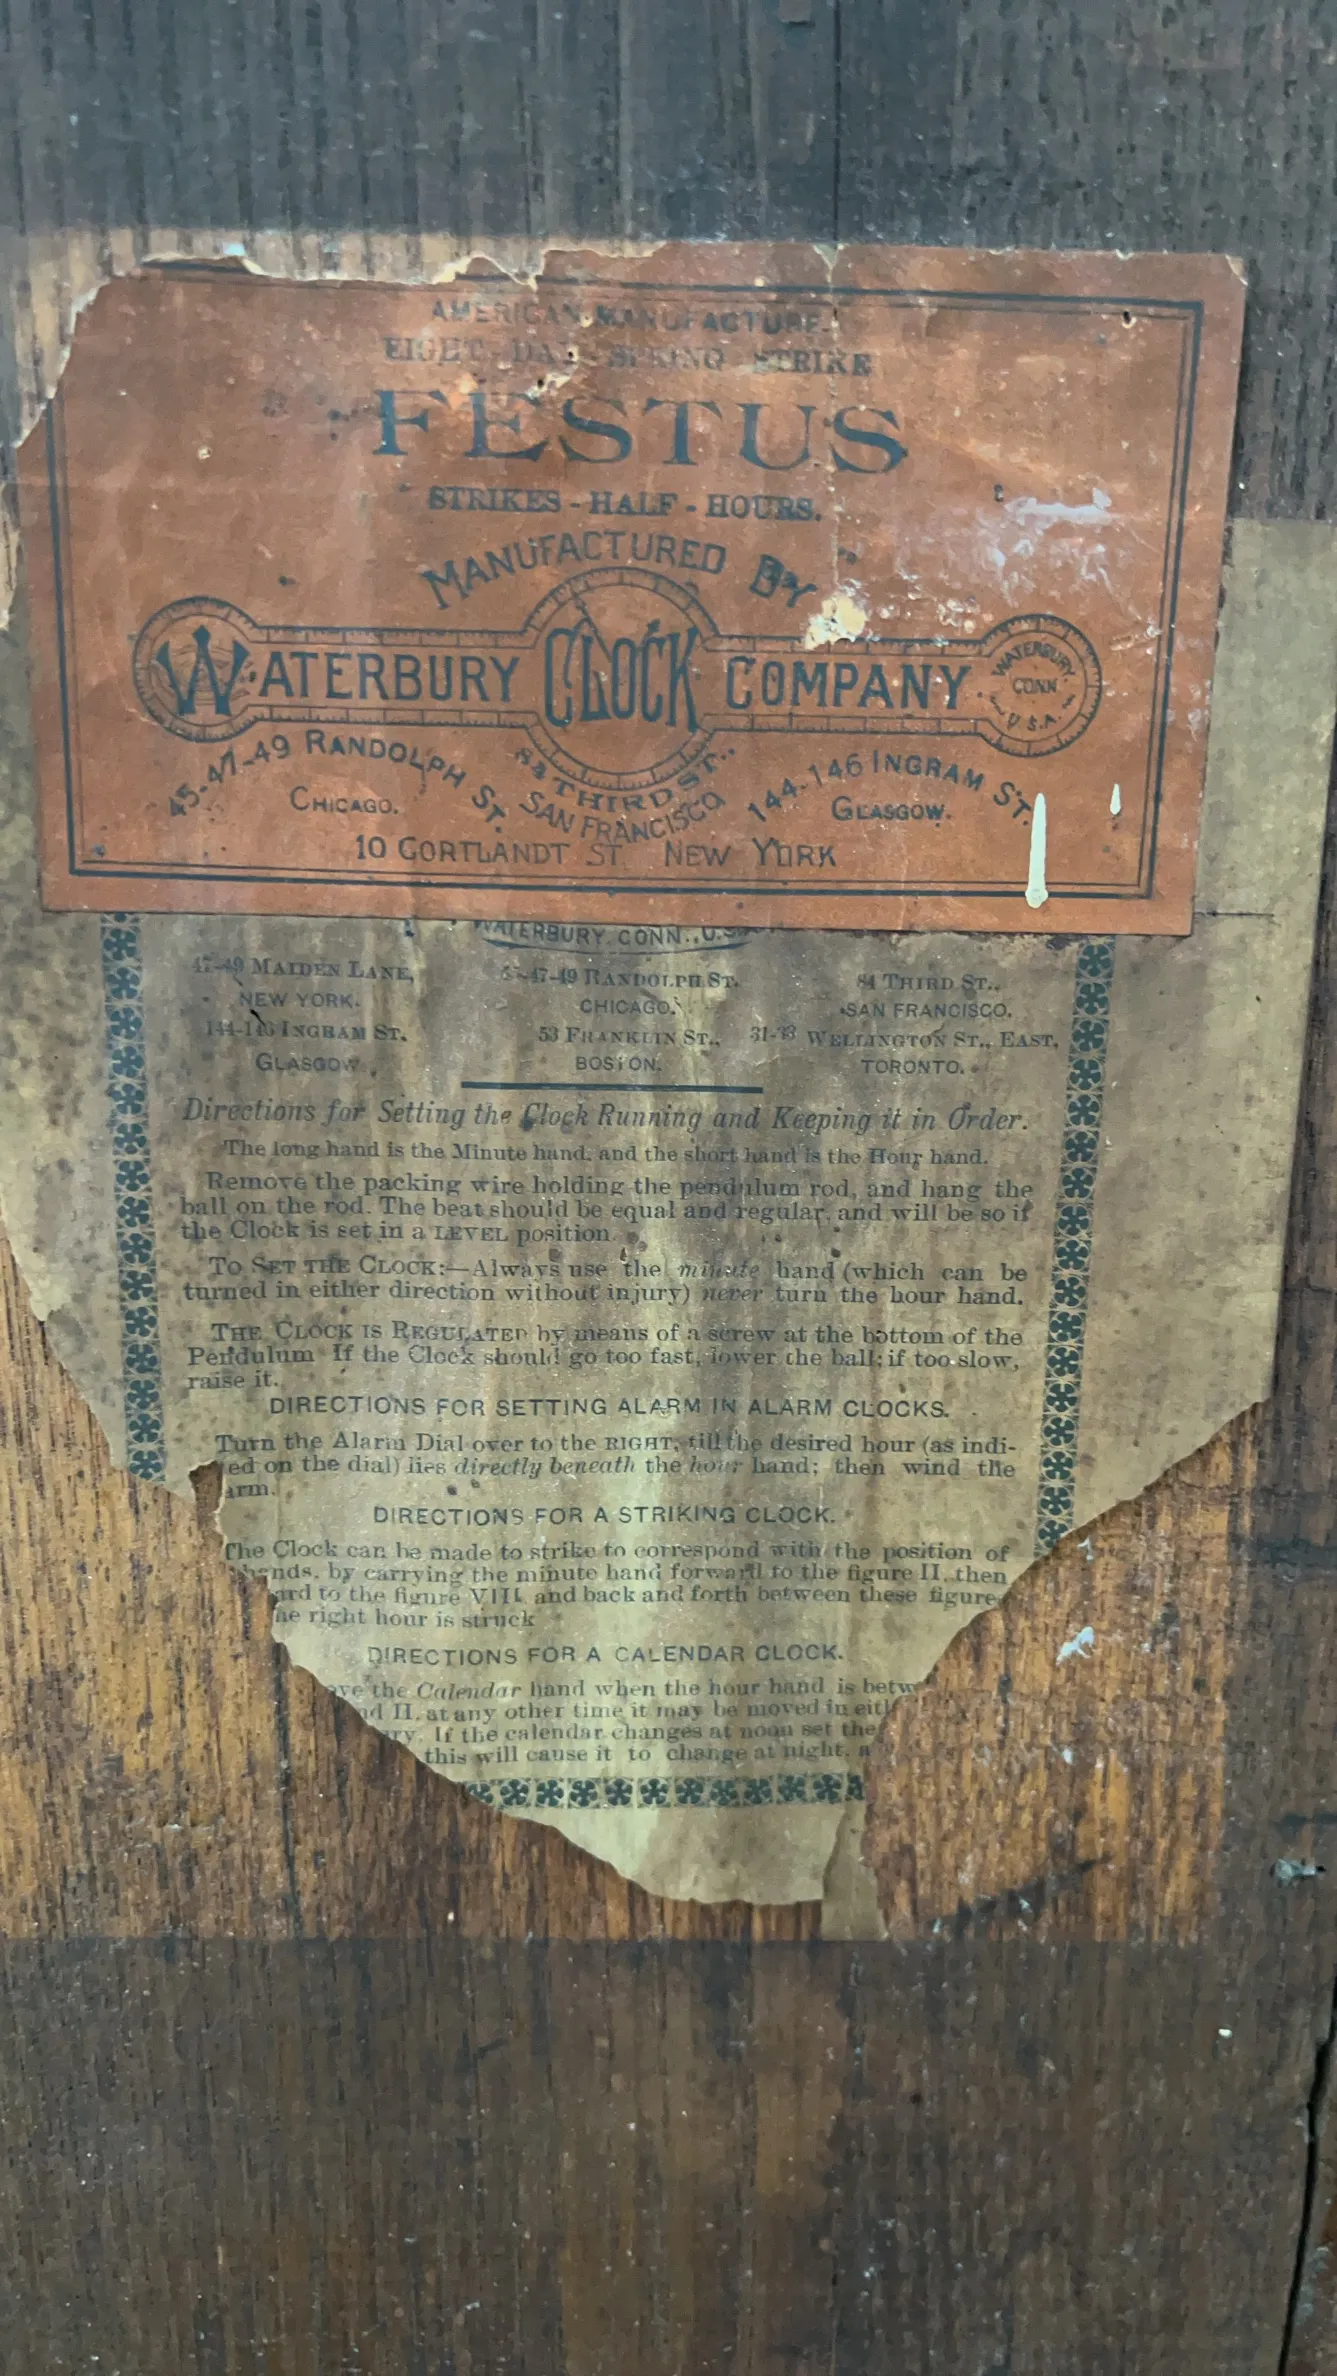 AMERICAN MANUFACTURE.
EIGHT DAY SPRING STRIKE
FESTUS
STRIKES - HALF - HOURS.
MANUFACTURED BY
WATERBURY CLOCK COMPANY
WATERBURY.
CONN.
U.S.A.
45-47-49 RANDOLPH ST.
CHICAGO.
84 THIRD ST.,
SAN FRANCISCO
144-146 INGRAM ST.
GLASGOW.
10 CORTLANDT ST NEW YORK
WATERBURY, CONN., U.S.
47-49 MAIDEN LANE,
NEW YORK.
-47-49 RANDOLPH ST.
CHICAGO.
84 THIRD ST.,
SAN FRANCISCO.
144-146 INGRAM ST.
GLASGOW
53 FRANKLIN ST.,
BOSTON.
31-33 WELLINGTON ST., EAST,
TORONTO.
Directions for Setting the Clock Running and Keeping it in Order.
The long hand is the Minute hand, and the short hand is the Hour hand.
Remove the packing wire holding the pendulum rod, and hang the
ball on the rod. The beat should be equal and regular, and will be so if
the Clock is set in a LEVEL position.
TO SET THE CLOCK:—Always use the minute hand (which can be
turned in either direction without injury) never turn the hour hand.
THE CLOCK IS REGULATED by means of a screw at the bottom of the
Pendulum If the Clock should go too fast, lower the ball; if too slow,
raise it.
DIRECTIONS FOR SETTING ALARM IN ALARM CLOCKS.
Turn the Alarm Dial over to the RIGHT, till the desired hour (as indi-
ed on the dial) lies directly beneath the hour hand; then wind the
arm.
DIRECTIONS FOR A STRIKING CLOCK.
The Clock can be made to strike to correspond with the position of
hands, by carrying the minute hand forward to the figure II, then
ard to the figure VIII, and back and forth between these figure
he right hour is struck
DIRECTIONS FOR A CALENDAR CLOCK.
ve the Calendar hand when the hour hand is betw
nd II, at any other time it may be moved in eith
ury. If the calendar changes at noon set the
this will cause it to change at night. a